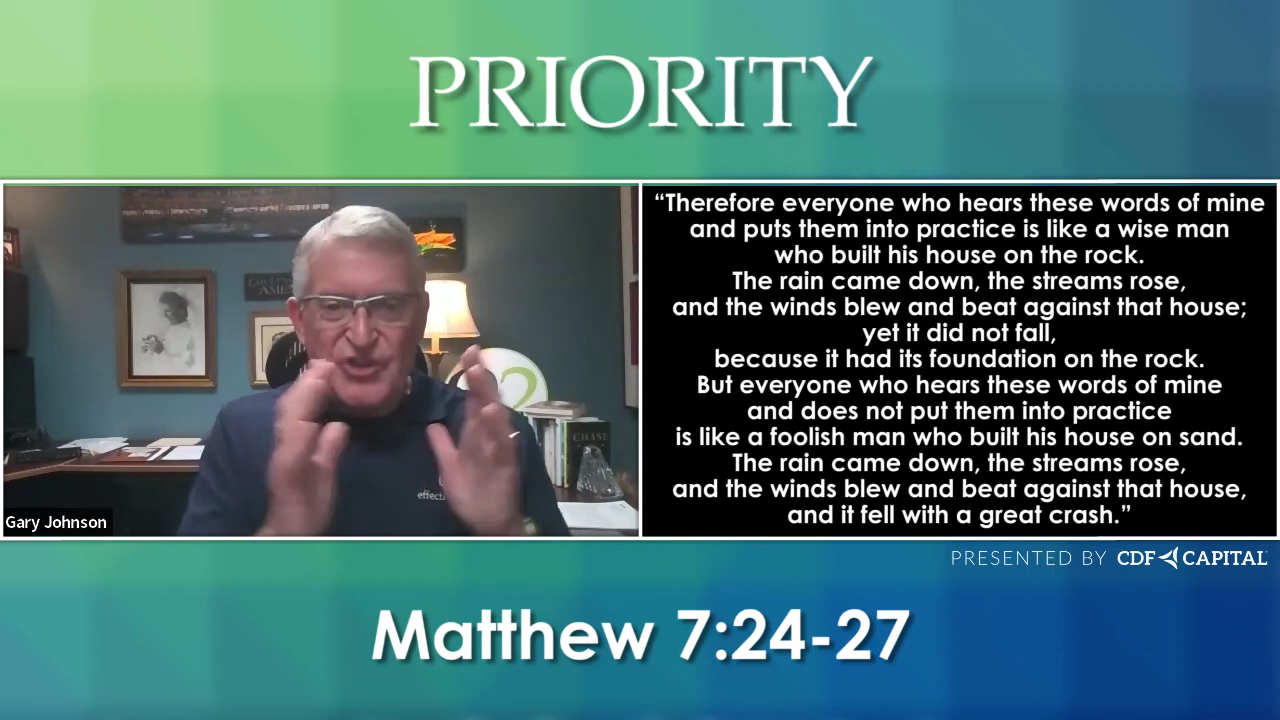 PRIORITY
“Therefore everyone who hears these words of mine
and puts them into practice is like a wise man
who built his house on the rock.
The rain came down, the streams rose,
and the winds blew and beat against that house;
yet it did not fall,
because it had its foundation on the rock.
But everyone who hears these words of mine
and does not put them into practice
is like a foolish man who built his house on sand.
The rain came down, the streams rose,
and the winds blew and beat against that house,
and it fell with a great crash.”
CHASE
Gary Johnson
PRESENTED BY CDF CAPITAL
Matthew 7:24-27